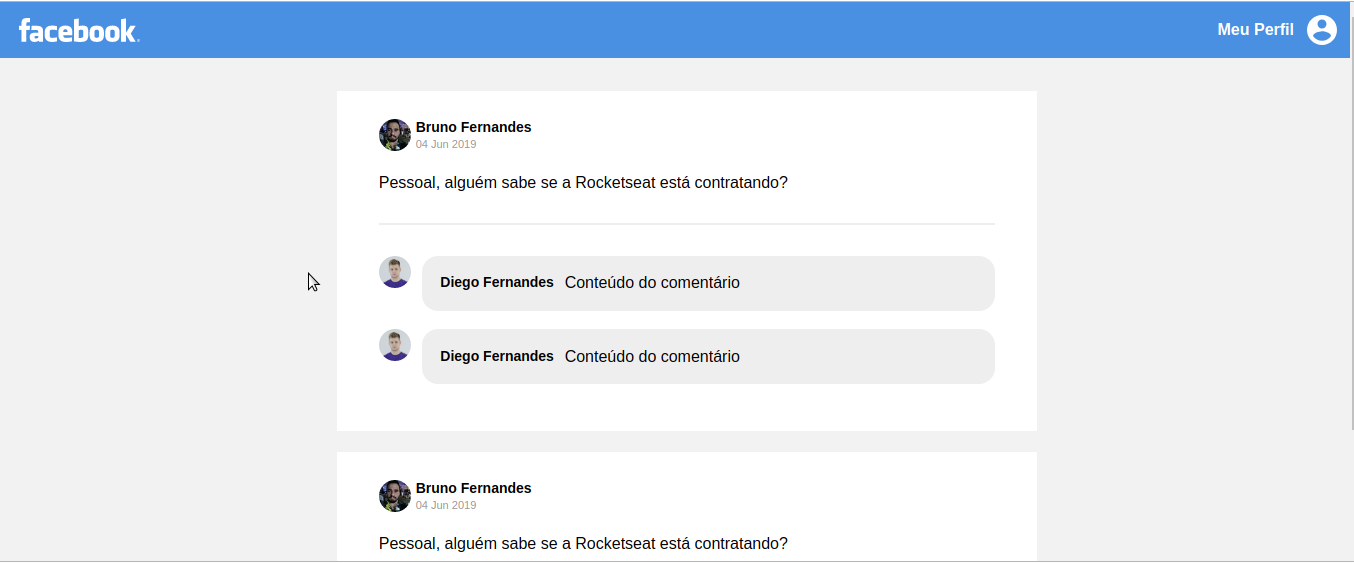 facebook.
Meu Perfil
Bruno Fernandes
04 Jun 2019
Pessoal, alguém sabe se a Rocketseat está contratando?
Diego Fernandes Conteúdo do comentário
Diego Fernandes Conteúdo do comentário
Bruno Fernandes
04 Jun 2019
Pessoal, alguém sabe se a Rocketseat está contratando?